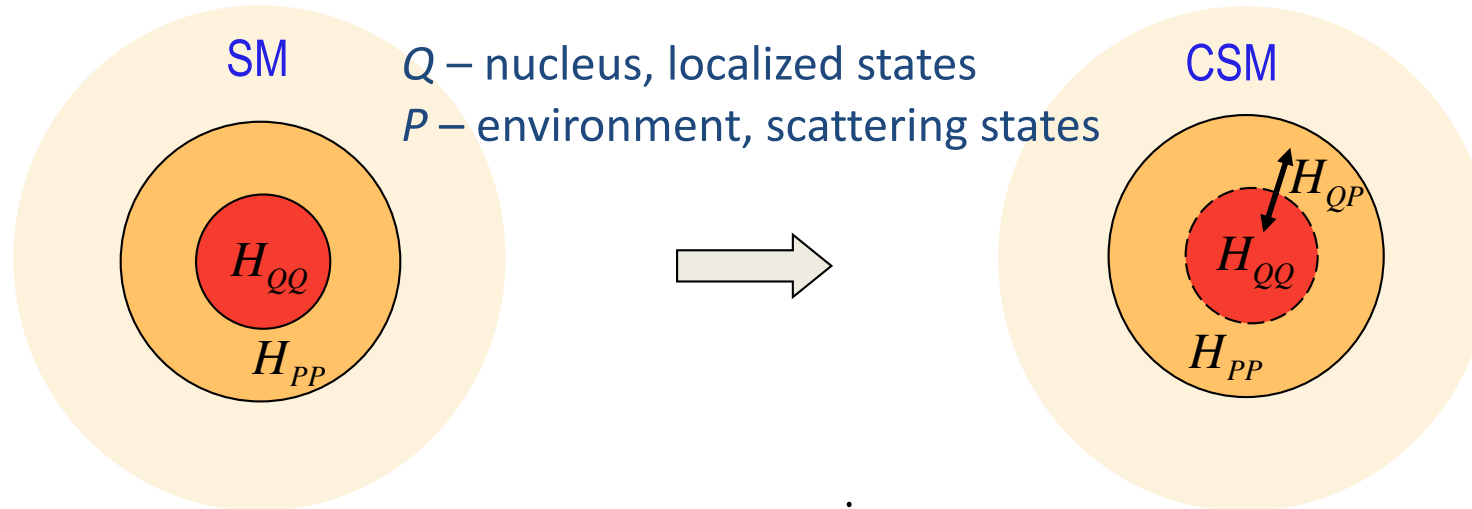 SM
Q – nucleus, localized states
P – environment, scattering states
CSM
H_QQ
H_PP
H_QP
H_QQ
H_PP
.